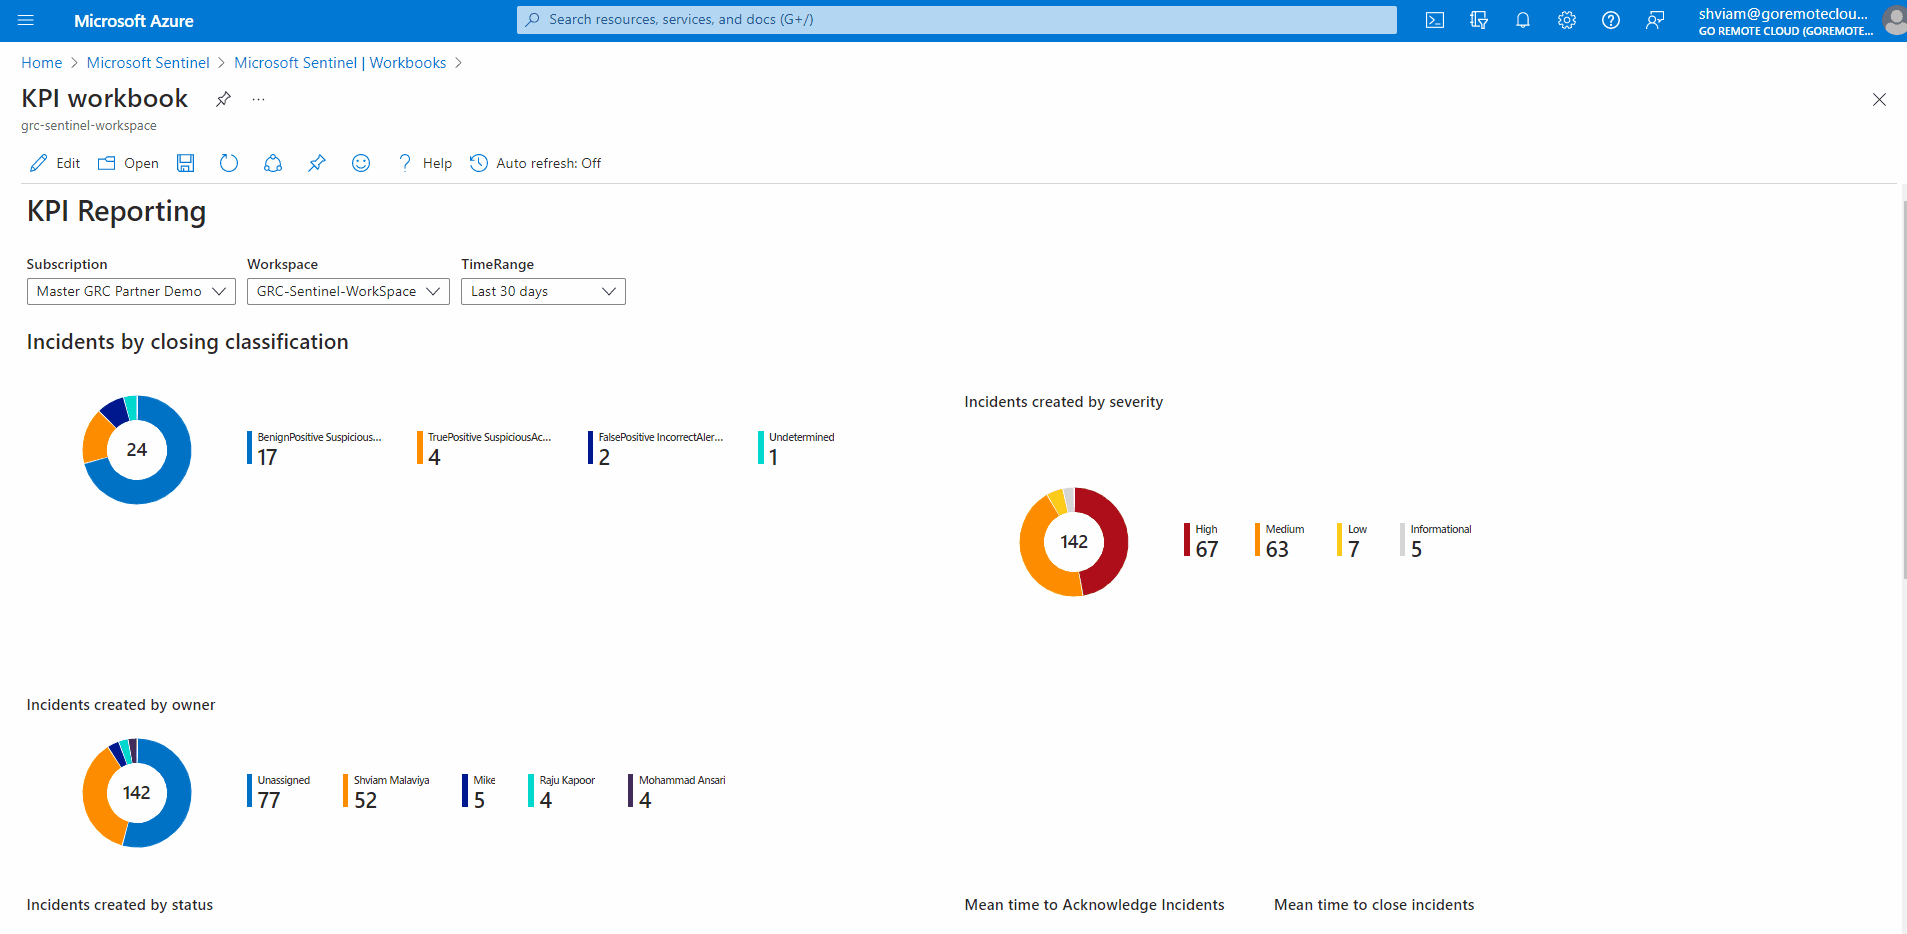 Microsoft Azure
Search resources, services, and docs (G+/)
shviam@goremoteclou...
GO REMOTE CLOUD (GOREMOTE...
Home > Microsoft Sentinel > Microsoft Sentinel | Workbooks >
KPI workbook
...
grc-sentinel-workspace
Edit
Open
? Help
Auto refresh: Off
KPI Reporting
Subscription
Workspace
TimeRange
Master GRC Partner Demo
GRC-Sentinel-WorkSpace
Last 30 days
Incidents by closing classification
24
BenignPositive Suspicious...
17
TruePositive SuspiciousAc...
4
FalsePositive IncorrectAler...
2
Undetermined
1
Incidents created by severity
142
High
67
Medium
63
Low
7
Informational
5
Incidents created by owner
142
Unassigned
77
Shviam Malaviya
52
Mike
5
Raju Kapoor
4
Mohammad Ansari
4
Incidents created by status
Mean time to Acknowledge Incidents
Mean time to close incidents